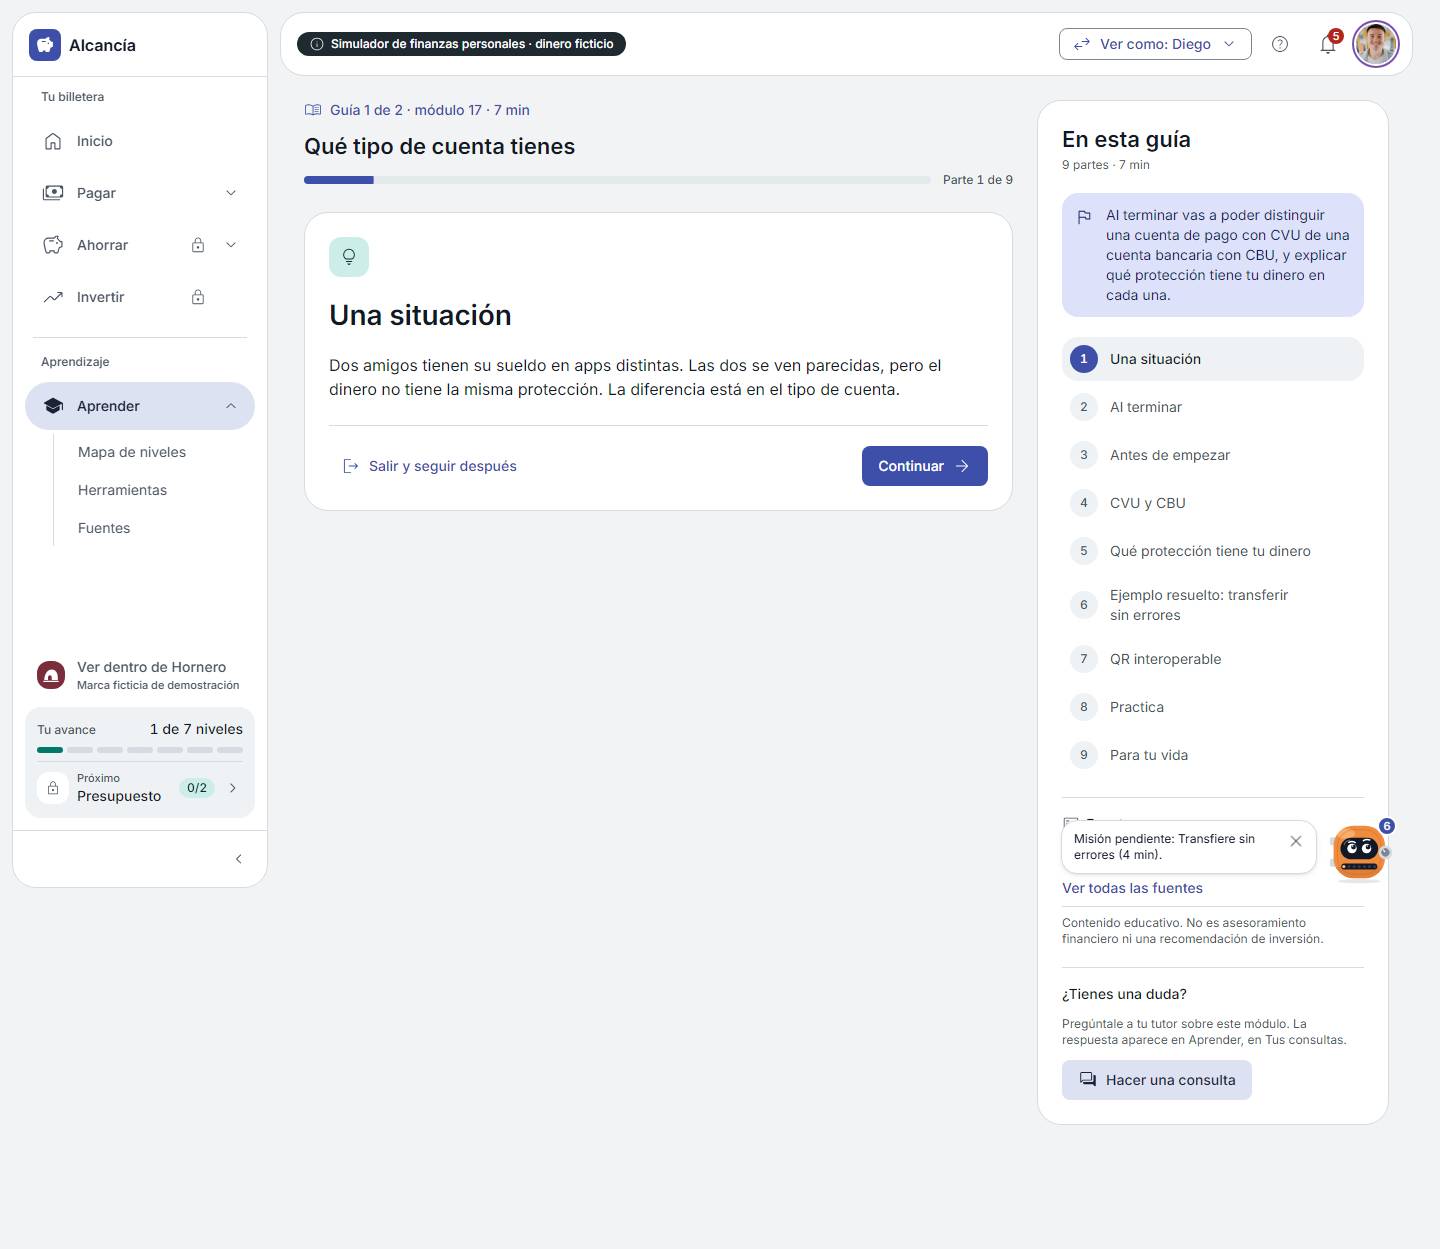 Alcancía
Tu billetera
Inicio
Pagar
Ahorrar
Invertir
Aprendizaje
Aprender
Mapa de niveles
Herramientas
Fuentes
Ver dentro de Hornero
Marca ficticia de demostración
Tu avance
1 de 7 niveles
Próximo
Presupuesto
0/2
Simulador de finanzas personales · dinero ficticio
Ver como: Diego
5
Guía 1 de 2 · módulo 17 · 7 min
Qué tipo de cuenta tienes
Parte 1 de 9
Una situación
Dos amigos tienen su sueldo en apps distintas. Las dos se ven parecidas, pero el
dinero no tiene la misma protección. La diferencia está en el tipo de cuenta.
Salir y seguir después
Continuar
En esta guía
9 partes · 7 min
Al terminar vas a poder distinguir
una cuenta de pago con CVU de una
cuenta bancaria con CBU, y explicar
qué protección tiene tu dinero en
cada una.
1 Una situación
2 Al terminar
3 Antes de empezar
4 CVU y CBU
5 Qué protección tiene tu dinero
6 Ejemplo resuelto: transferir
sin errores
7 QR interoperable
8 Practica
9 Para tu vida
Misión pendiente: Transfiere sin
errores (4 min).
6
Ver todas las fuentes
Contenido educativo. No es asesoramiento
financiero ni una recomendación de inversión.
¿Tienes una duda?
Pregúntale a tu tutor sobre este módulo. La
respuesta aparece en Aprender, en Tus consultas.
Hacer una consulta